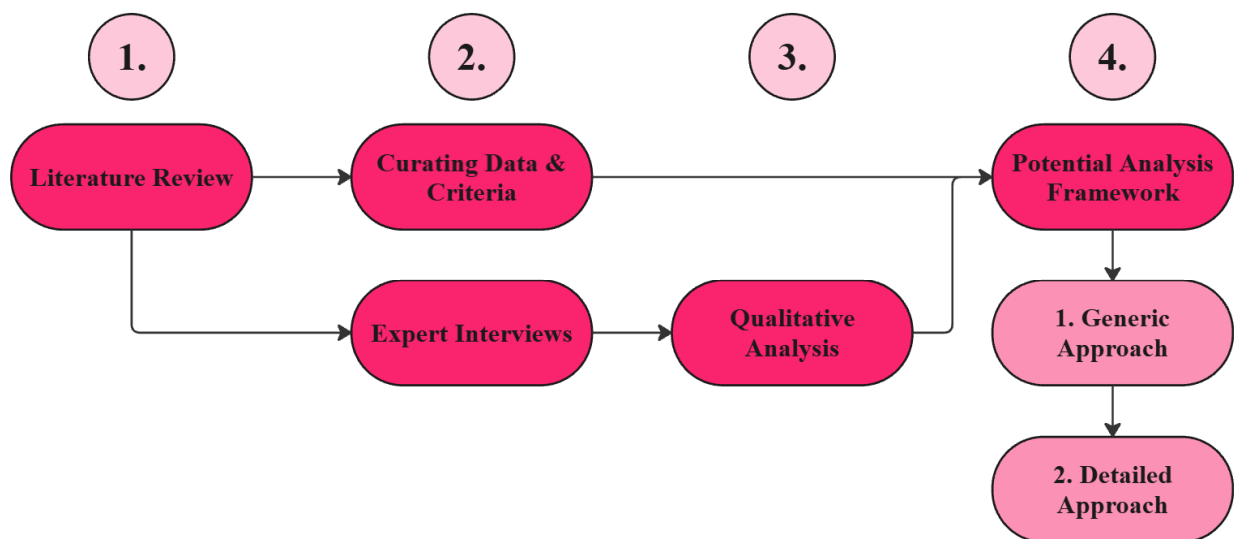 1.
2.
3.
4.
Literature Review
Curating Data &
Criteria
Potential Analysis
Framework
Expert Interviews
Qualitative
Analysis
1. Generic
Approach
2. Detailed
Approach